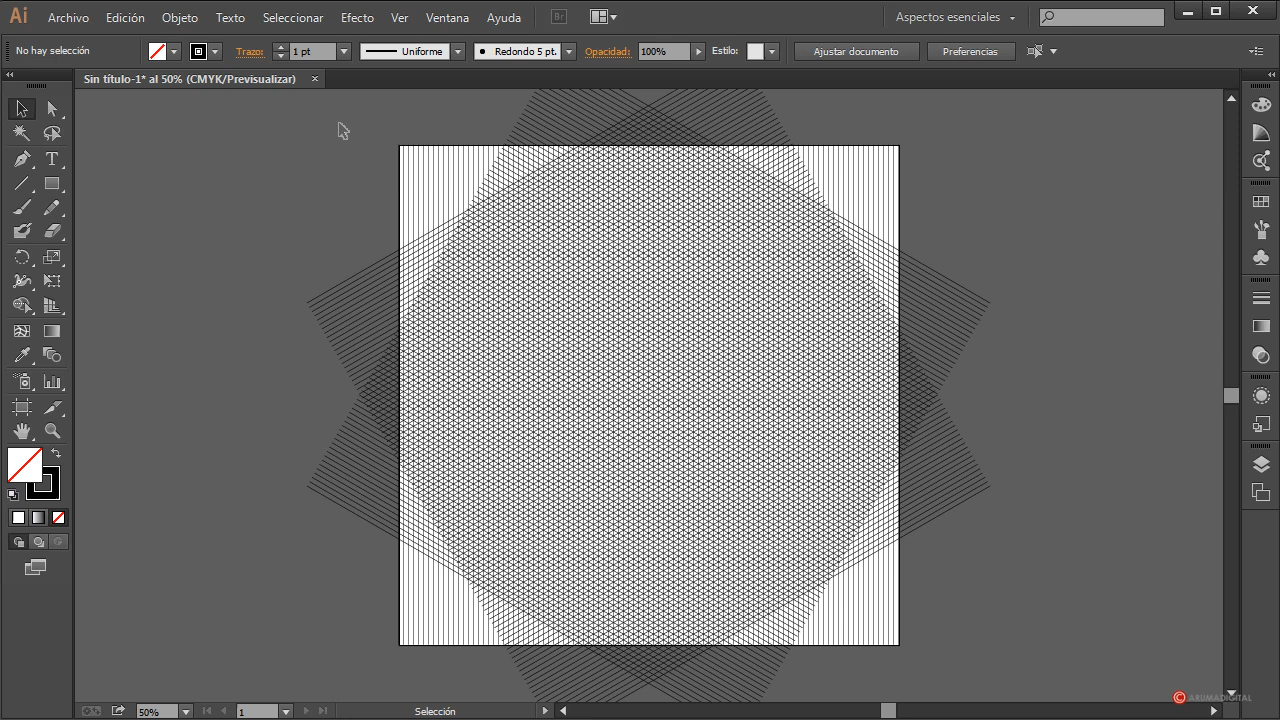 Ai Archivo Edición Objeto Texto Seleccionar Efecto Ver Ventana Ayuda Br Aspectos esenciales
No hay selección Trazo: 1 pt Uniforme Redondo 5 pt. Opacidad: 100% Estilo: Ajustar documento Preferencias
Sin título-1* al 50% (CMYK/Previsualizar) ×
T
© ARUMADIGITAL
50% 1 Selección